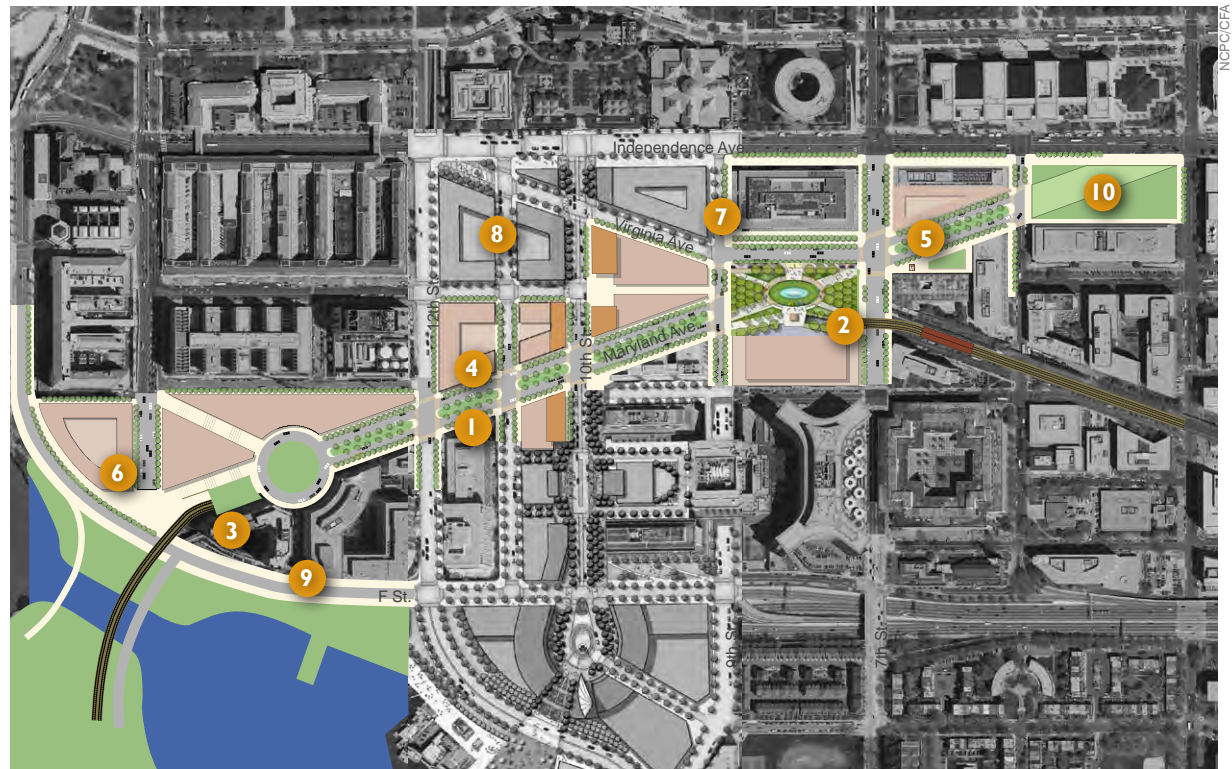 NCPC/CFA
Independence Ave
10
7
Virginia Ave
8
5
12th St.
2
Maryland Ave
10th St.
4
1
6
3
9
F St.
9th St.
7th St.